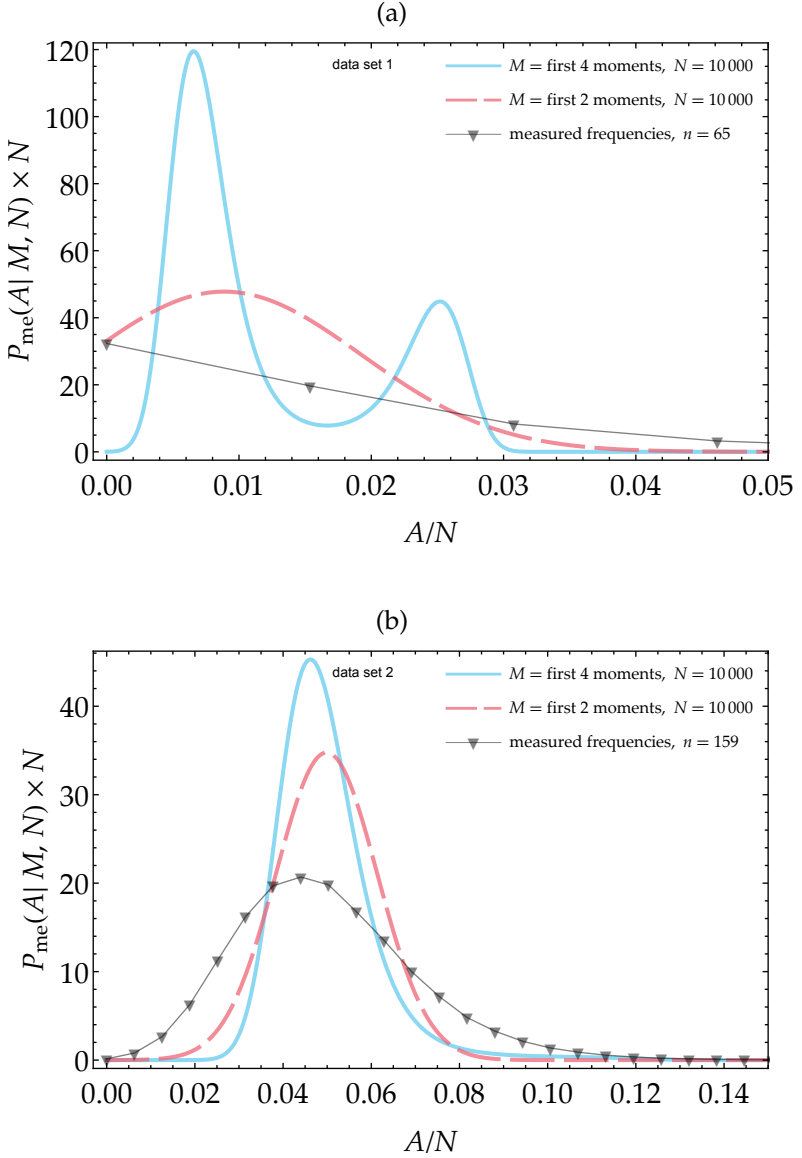 (a)
data set 1
M = first 4 moments, N = 10 000
M = first 2 moments, N = 10 000
measured frequencies, n = 65
P_me(A| M, N) × N
120
100
80
60
40
20
0
0.00 0.01 0.02 0.03 0.04 0.05
A/N
(b)
data set 2
M = first 4 moments, N = 10 000
M = first 2 moments, N = 10 000
measured frequencies, n = 159
P_me(A| M, N) × N
40
30
20
10
0
0.00 0.02 0.04 0.06 0.08 0.10 0.12 0.14
A/N